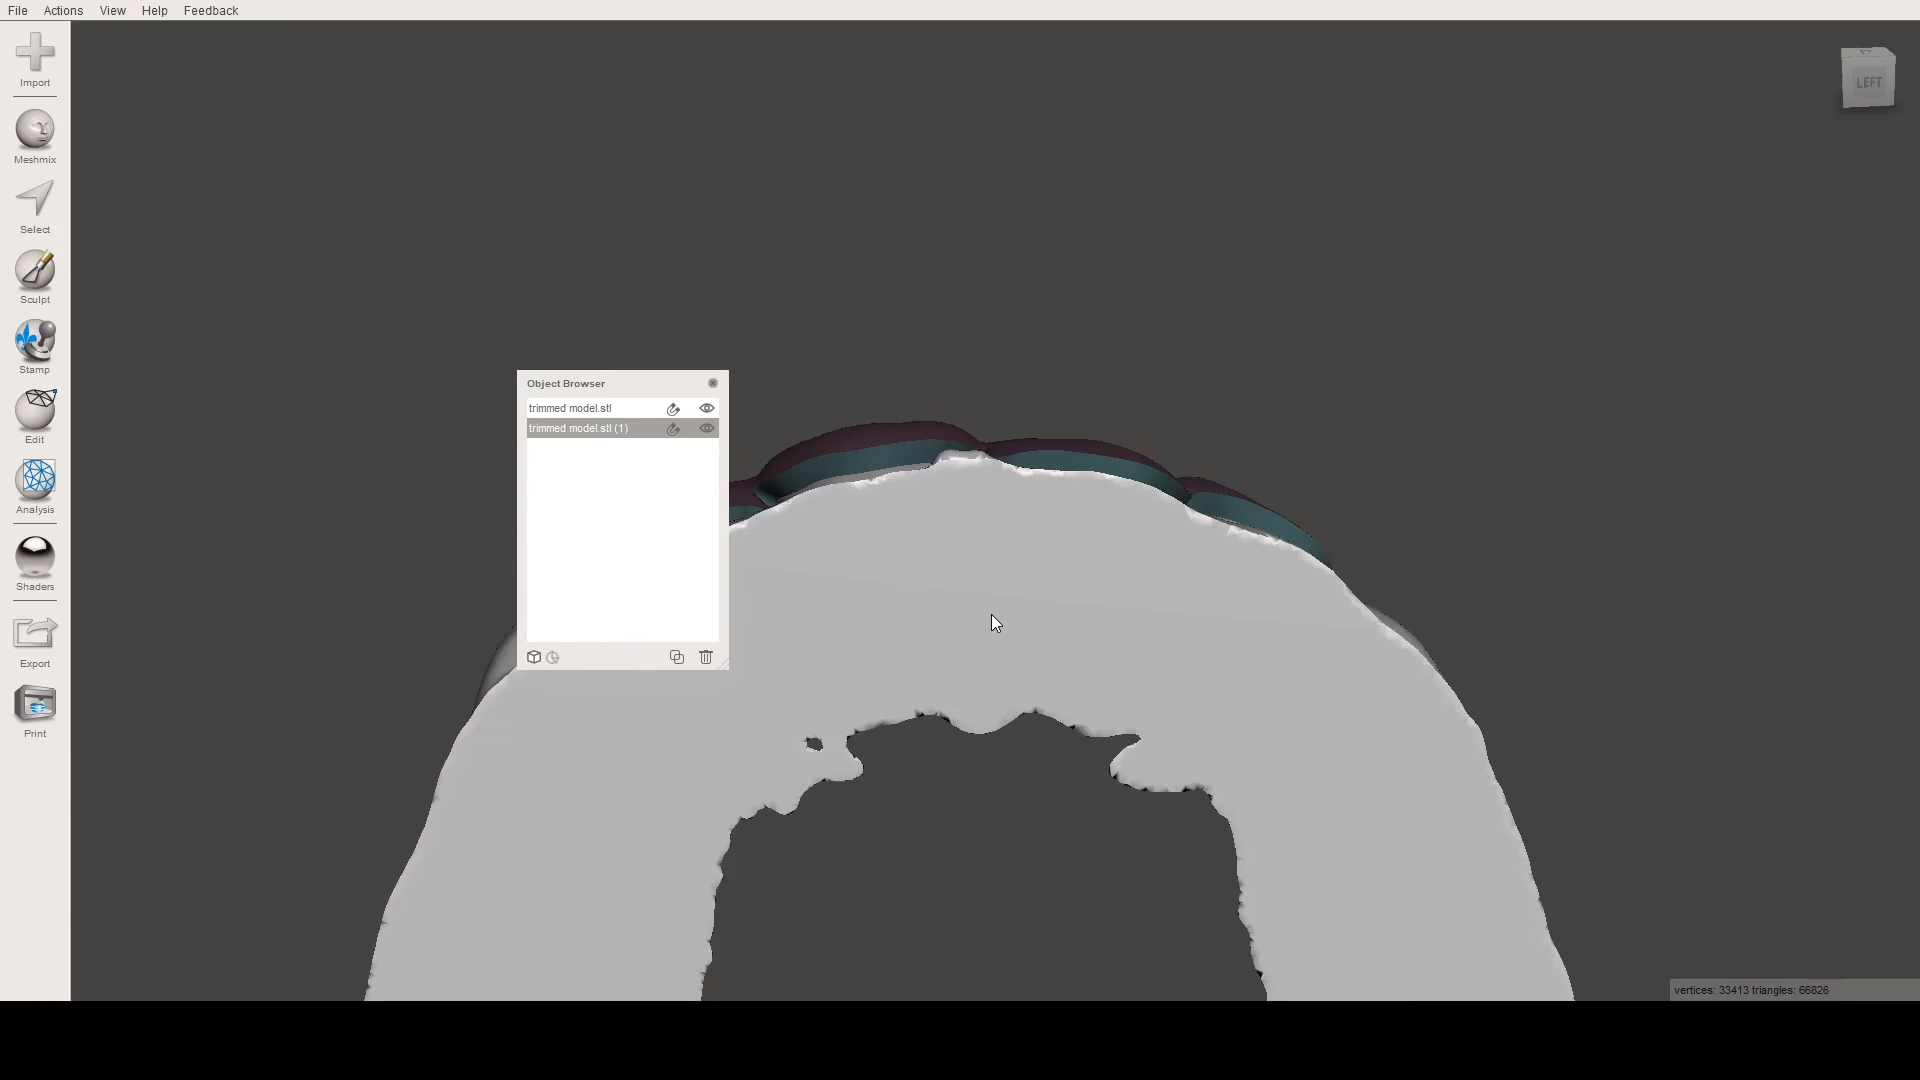 File Actions View Help Feedback
Import
Meshmix
Select
Sculpt
Stamp
Edit
Analysis
Shaders
Export
Print
LEFT
Object Browser
trimmed model.stl
trimmed model.stl (1)
vertices: 33413 triangles: 66826